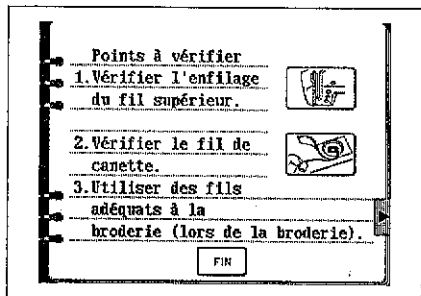 Points à vérifier
1.Vérifier l'enfilage
du fil supérieur.
2.Vérifier le fil de
canette.
3.Utiliser des fils
adéquats à la
broderie (lors de la broderie).
FIN